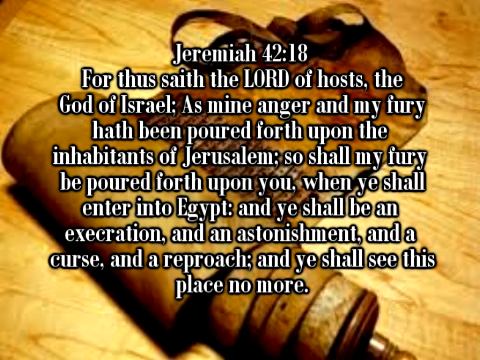 Jeremiah 42:18
For thus saith the LORD of hosts, the
God of Israel; As mine anger and my fury
hath been poured forth upon the
inhabitants of Jerusalem; so shall my fury
be poured forth upon you, when ye shall
enter into Egypt: and ye shall be an
execration, and an astonishment, and a
curse, and a reproach; and ye shall see this
place no more.